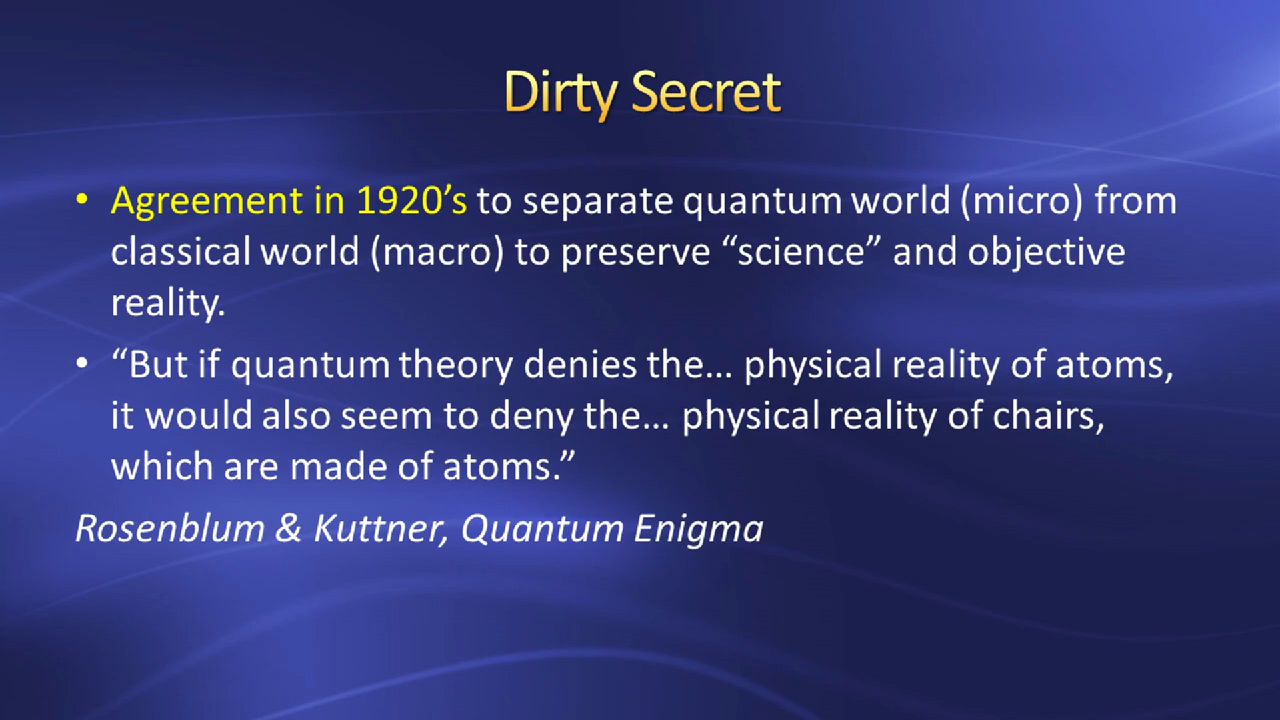 Dirty Secret
• Agreement in 1920’s to separate quantum world (micro) from
classical world (macro) to preserve “science” and objective
reality.
• “But if quantum theory denies the… physical reality of atoms,
it would also seem to deny the… physical reality of chairs,
which are made of atoms.”
Rosenblum & Kuttner, Quantum Enigma